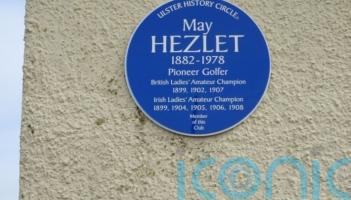 ULSTER HISTORY CIRCLE
May
HEZLET
1882-1978
Pioneer Golfer
British Ladies' Amateur Champion
1899, 1902, 1907
Irish Ladies' Amateur Champion
1899, 1904, 1905, 1906, 1908
Member
of this
Club
iconic